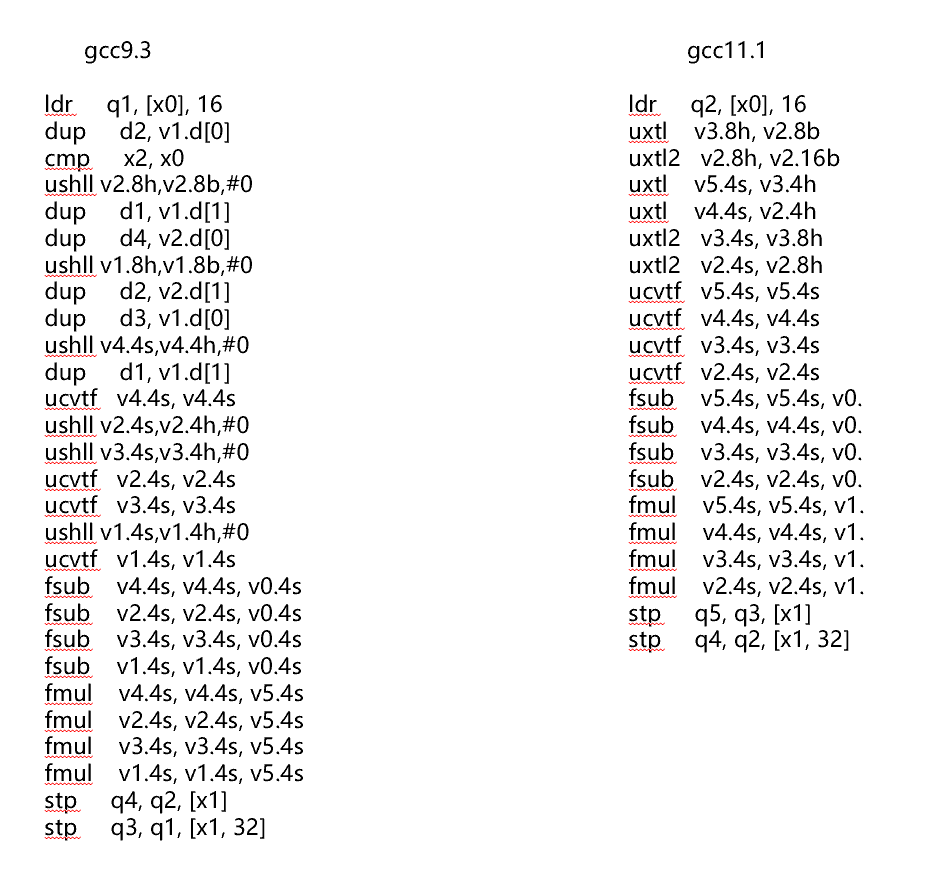 gcc9.3
ldr q1, [x0], 16
dup d2, v1.d[0]
cmp x2, x0
ushll v2.8h,v2.8b,#0
dup d1, v1.d[1]
dup d4, v2.d[0]
ushll v1.8h,v1.8b,#0
dup d2, v2.d[1]
dup d3, v1.d[0]
ushll v4.4s,v4.4h,#0
dup d1, v1.d[1]
ucvtf v4.4s, v4.4s
ushll v2.4s,v2.4h,#0
ushll v3.4s,v3.4h,#0
ucvtf v2.4s, v2.4s
ucvtf v3.4s, v3.4s
ushll v1.4s,v1.4h,#0
ucvtf v1.4s, v1.4s
fsub v4.4s, v4.4s, v0.4s
fsub v2.4s, v2.4s, v0.4s
fsub v3.4s, v3.4s, v0.4s
fsub v1.4s, v1.4s, v0.4s
fmul v4.4s, v4.4s, v5.4s
fmul v2.4s, v2.4s, v5.4s
fmul v3.4s, v3.4s, v5.4s
fmul v1.4s, v1.4s, v5.4s
stp q4, q2, [x1]
stp q3, q1, [x1, 32]
gcc11.1
ldr q2, [x0], 16
uxtl v3.8h, v2.8b
uxtl2 v2.8h, v2.16b
uxtl v5.4s, v3.4h
uxtl v4.4s, v2.4h
uxtl2 v3.4s, v3.8h
uxtl2 v2.4s, v2.8h
ucvtf v5.4s, v5.4s
ucvtf v4.4s, v4.4s
ucvtf v3.4s, v3.4s
ucvtf v2.4s, v2.4s
fsub v5.4s, v5.4s, v0.
fsub v4.4s, v4.4s, v0.
fsub v3.4s, v3.4s, v0.
fsub v2.4s, v2.4s, v0.
fmul v5.4s, v5.4s, v1.
fmul v4.4s, v4.4s, v1.
fmul v3.4s, v3.4s, v1.
fmul v2.4s, v2.4s, v1.
stp q5, q3, [x1]
stp q4, q2, [x1, 32]